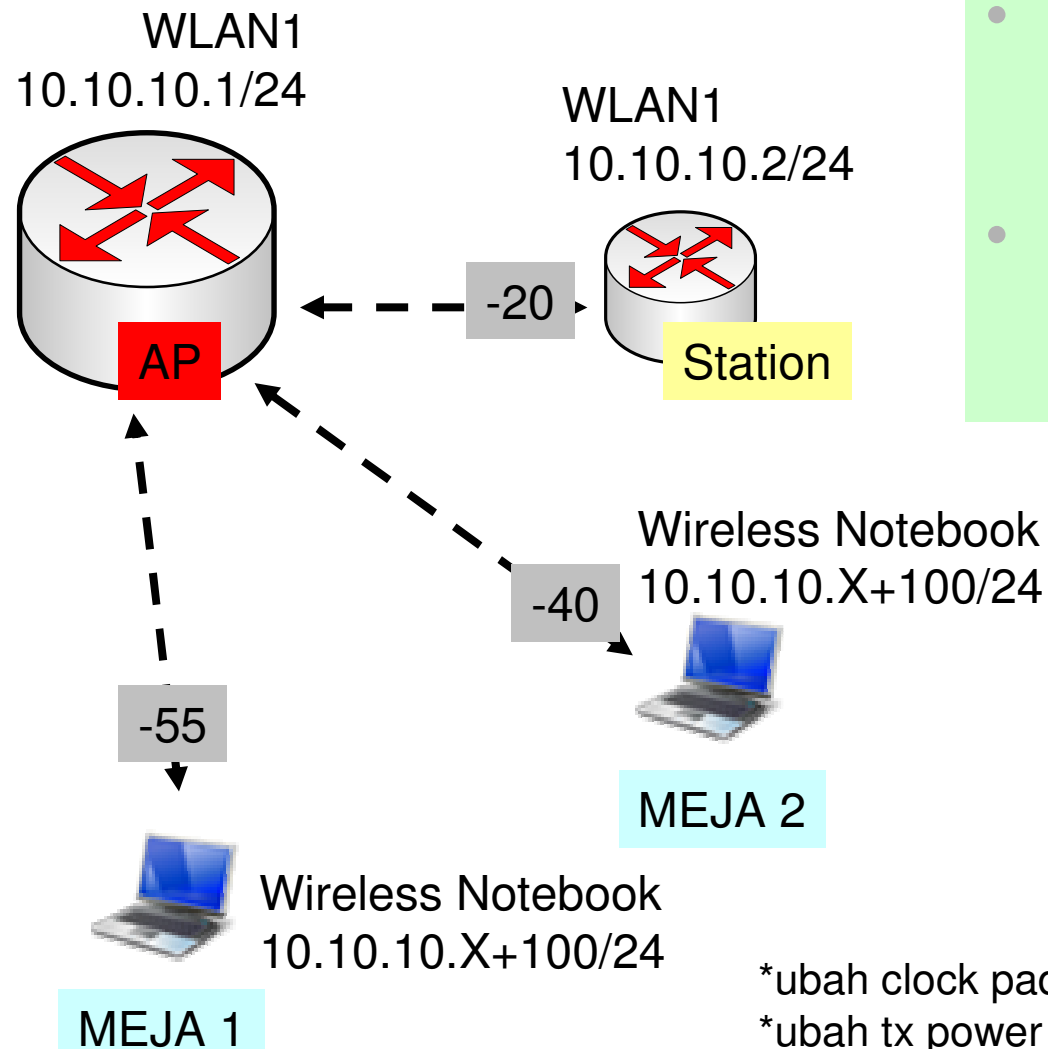 WLAN1
10.10.10.1/24
WLAN1
10.10.10.2/24
-20
AP
Station
Wireless Notebook
10.10.10.X+100/24
-40
-55
MEJA 2
Wireless Notebook
10.10.10.X+100/24
MEJA 1
*ubah clock
*ubah tx power